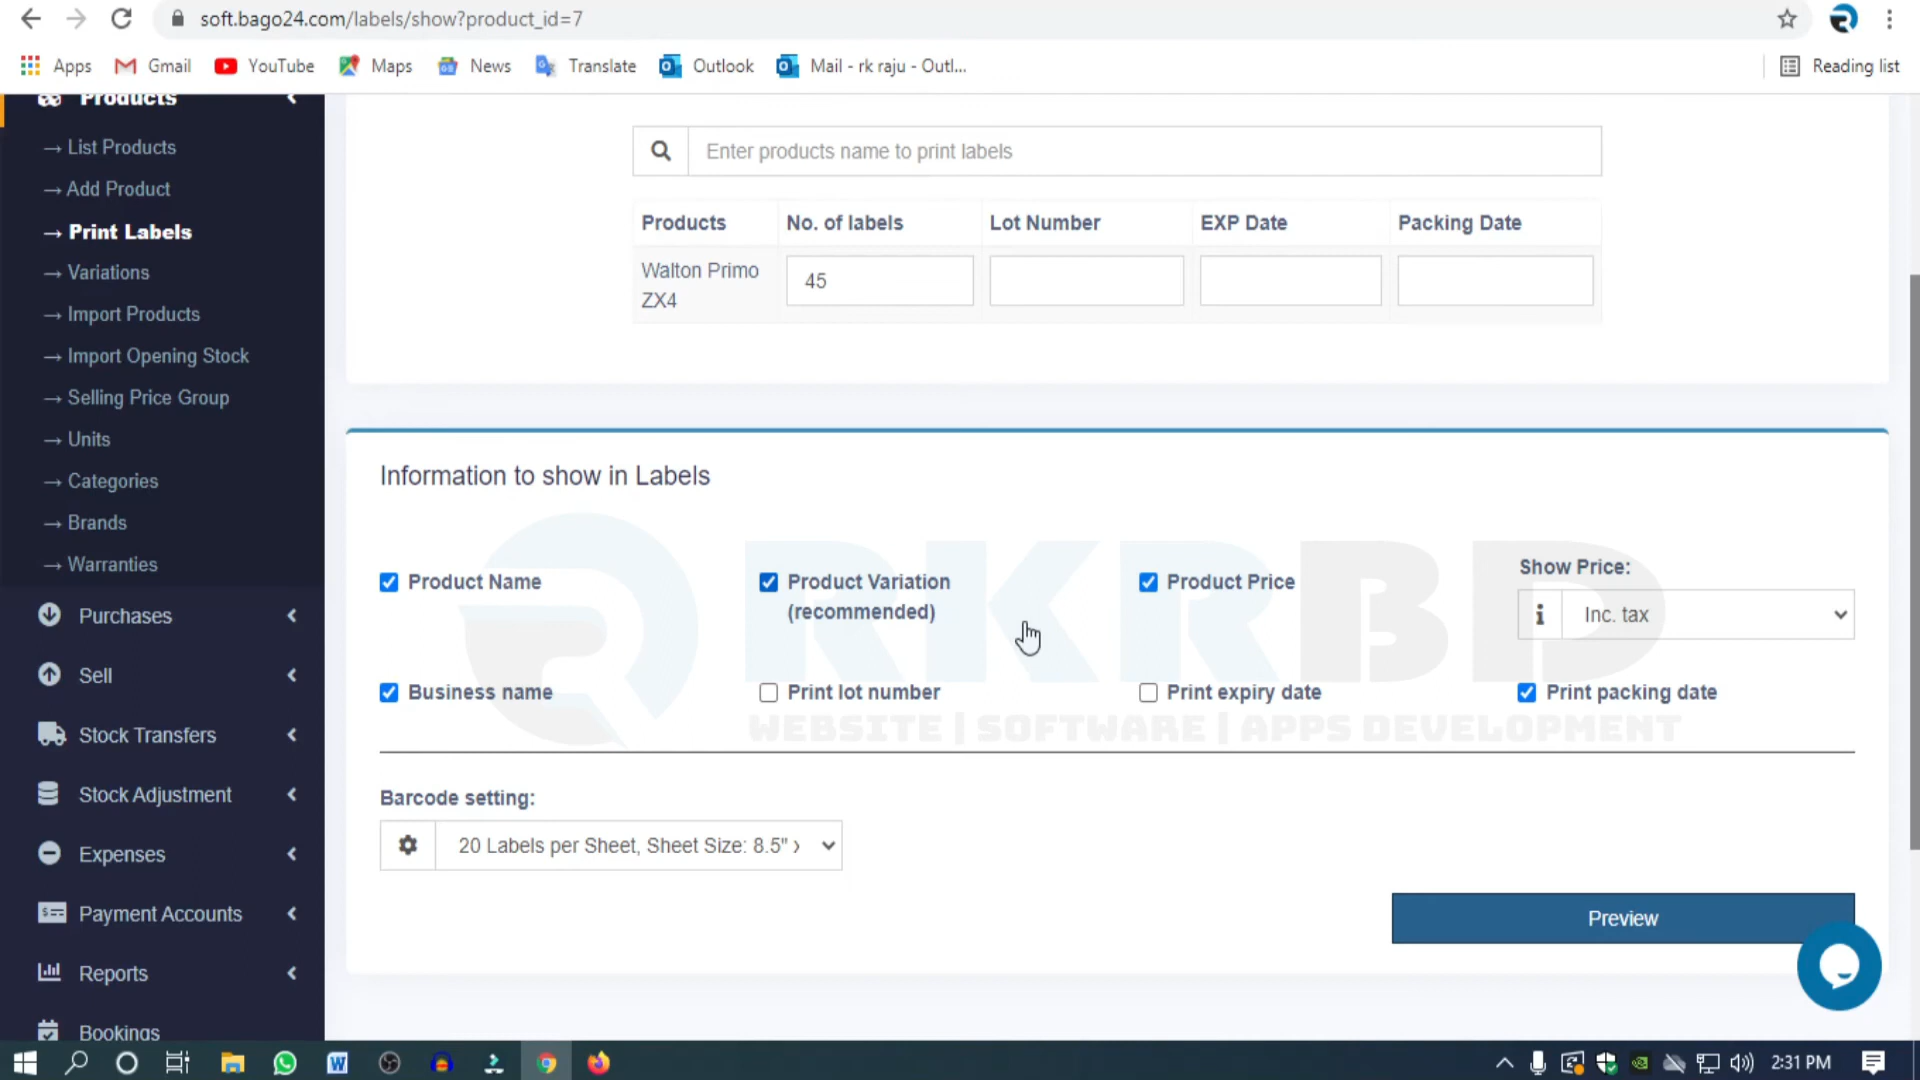 soft.bago24.com/labels/show?product_id=7
Apps
Gmail
YouTube
Maps
News
Translate
Outlook
Mail - rk raju - Outl...
Reading list
Products
→ List Products
→ Add Product
→ Print Labels
→ Variations
→ Import Products
→ Import Opening Stock
→ Selling Price Group
→ Units
→ Categories
→ Brands
→ Warranties
Purchases
Sell
Stock Transfers
Stock Adjustment
Expenses
Payment Accounts
Reports
Bookings
Enter products name to print labels
Products No. of labels Lot Number EXP Date Packing Date
Walton Primo
ZX4
45
Information to show in Labels
Product Name
Product Variation
(recommended)
Product Price
Show Price:
Inc. tax
Business name
Print lot number
Print expiry date
Print packing date
RKRBD
WEBSITE | SOFTWARE | APPS DEVELOPMENT
Barcode setting:
20 Labels per Sheet, Sheet Size: 8.5" x
Preview
2:31 PM